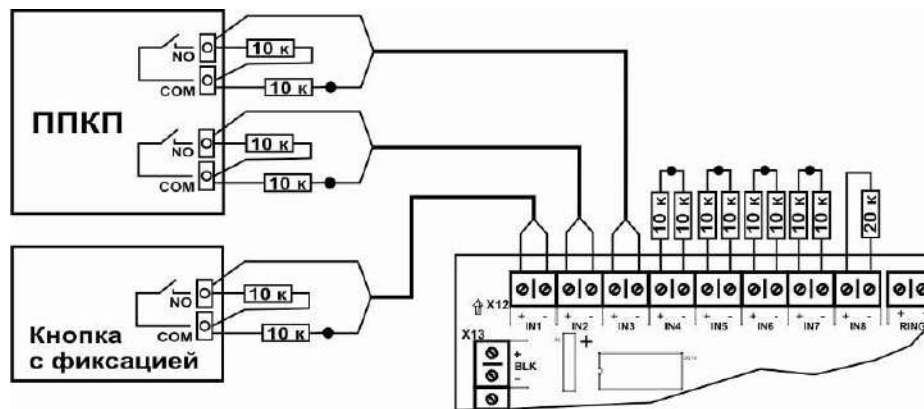 NO
10 к
COM
10 к
ППКП
NO
10 к
COM
10 к
NO
10 к
COM
10 к
Кнопка
с фиксацией
10 к
10 к
10 к
10 к
10 к
10 к
10 к
10 к
20 к
X12
+ - + - + - + - + - + - + - + - +
IN1 IN2 IN3 IN4 IN5 IN6 IN7 IN8 RING
X13
+
BLK
-
+